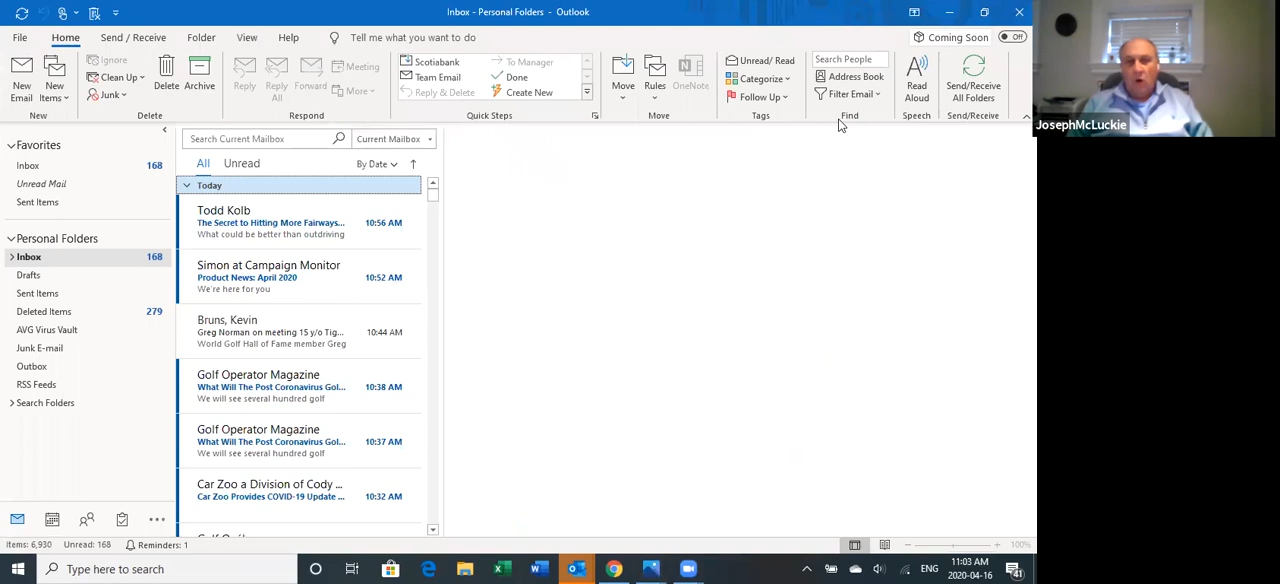 Inbox - Personal Folders - Outlook
File Home Send / Receive Folder View Help Tell me what you want to do Coming Soon Off
New Email
New Items
New
Ignore
Clean Up
Junk
Delete
Archive
Delete
Reply
Reply All
Forward
Meeting
More
Respond
Scotiabank
Team Email
Reply & Delete
To Manager
Done
Create New
Quick Steps
Move
Rules
OneNote
Move
Unread/ Read
Categorize
Follow Up
Tags
Search People
Address Book
Filter Email
Find
Read Aloud
Speech
Send/Receive All Folders
Send/Receive
JosephMcLuckie
Favorites
Inbox 168
Unread Mail
Sent Items
Personal Folders
Inbox 168
Drafts
Sent Items
Deleted Items 279
AVG Virus Vault
Junk E-mail
Outbox
RSS Feeds
Search Folders
Search Current Mailbox Current Mailbox
All Unread By Date
Today
Todd Kolb
The Secret to Hitting More Fairways... 10:56 AM
What could be better than outdriving
Simon at Campaign Monitor
Product News: April 2020 10:52 AM
We're here for you
Bruns, Kevin
Greg Norman on meeting 15 y/o Tig... 10:44 AM
World Golf Hall of Fame member Greg
Golf Operator Magazine
What Will The Post Coronavirus Gol... 10:38 AM
We will see several hundred golf
Golf Operator Magazine
What Will The Post Coronavirus Gol... 10:37 AM
We will see several hundred golf
Car Zoo a Division of Cody ...
Car Zoo Provides COVID-19 Update ... 10:32 AM
Items: 6,930 Unread: 168 Reminders: 1 100%
Type here to search
ENG
11:03 AM
2020-04-16
41